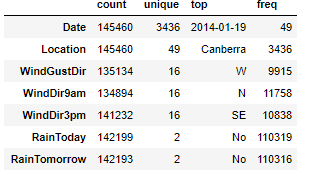 count unique top freq
Date 145460 3436 2014-01-19 49
Location 145460 49 Canberra 3436
WindGustDir 135134 16 W 9915
WindDir9am 134894 16 N 11758
WindDir3pm 141232 16 SE 10838
RainToday 142199 2 No 110319
RainTomorrow 142193 2 No 110316